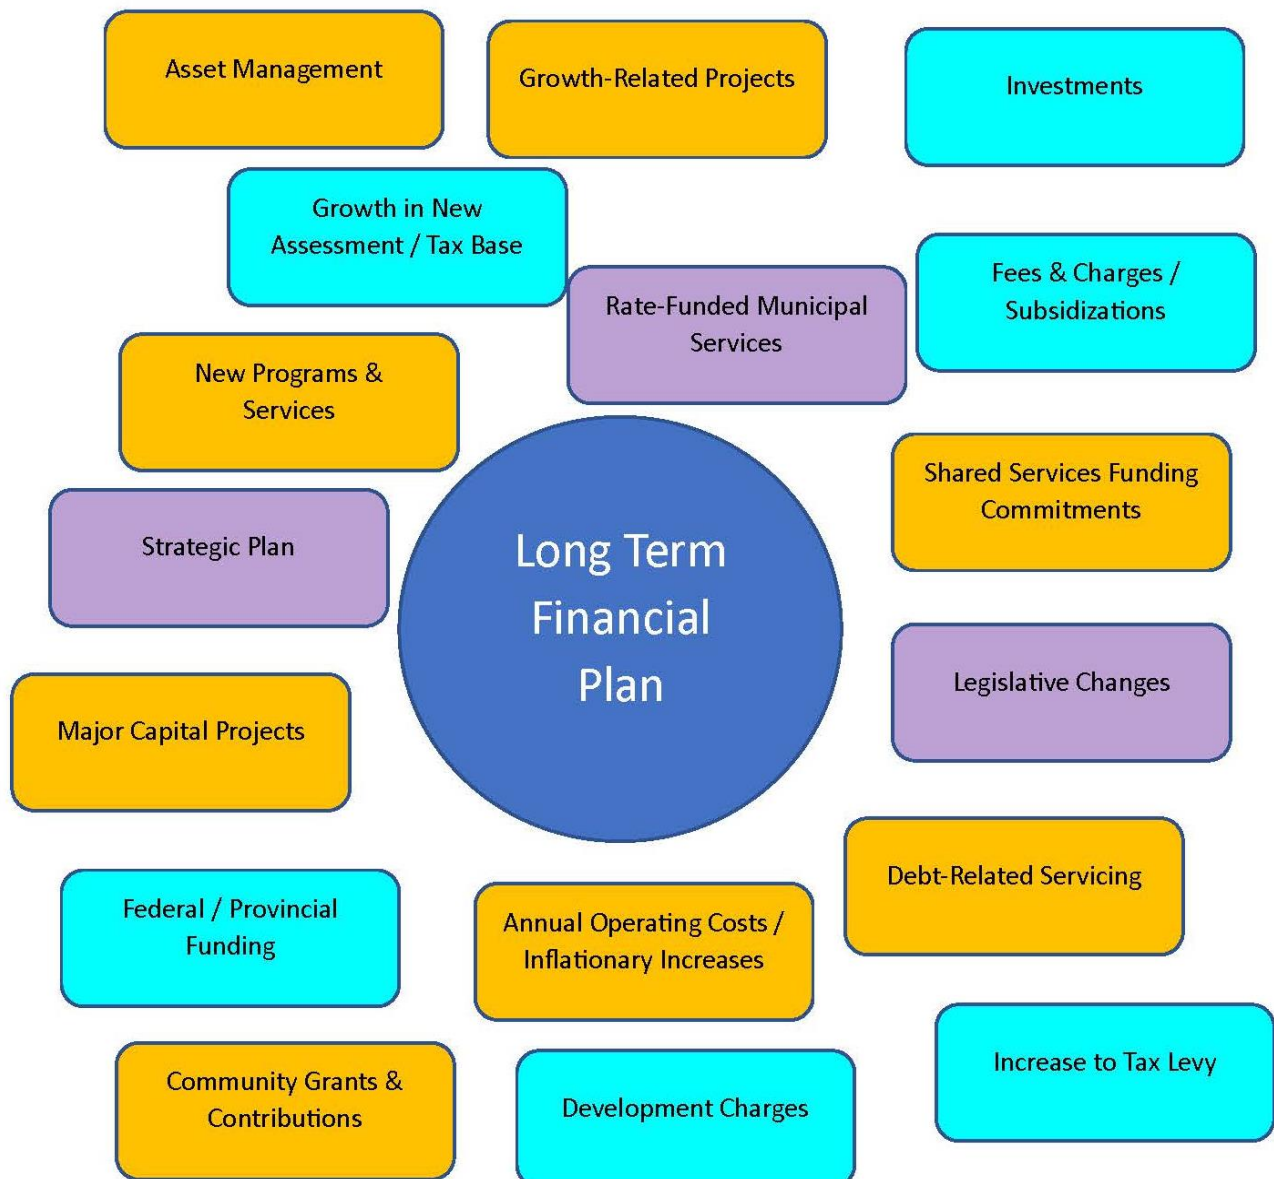 Asset Management
Growth-Related Projects
Investments
Growth in New
Assessment / Tax Base
Fees & Charges /
Subsidizations
Rate-Funded Municipal
Services
New Programs &
Services
Shared Services Funding
Commitments
Strategic Plan
Long Term
Financial
Plan
Legislative Changes
Major Capital Projects
Debt-Related Servicing
Federal / Provincial
Funding
Annual Operating Costs /
Inflationary Increases
Increase to Tax Levy
Community Grants &
Contributions
Development Charges